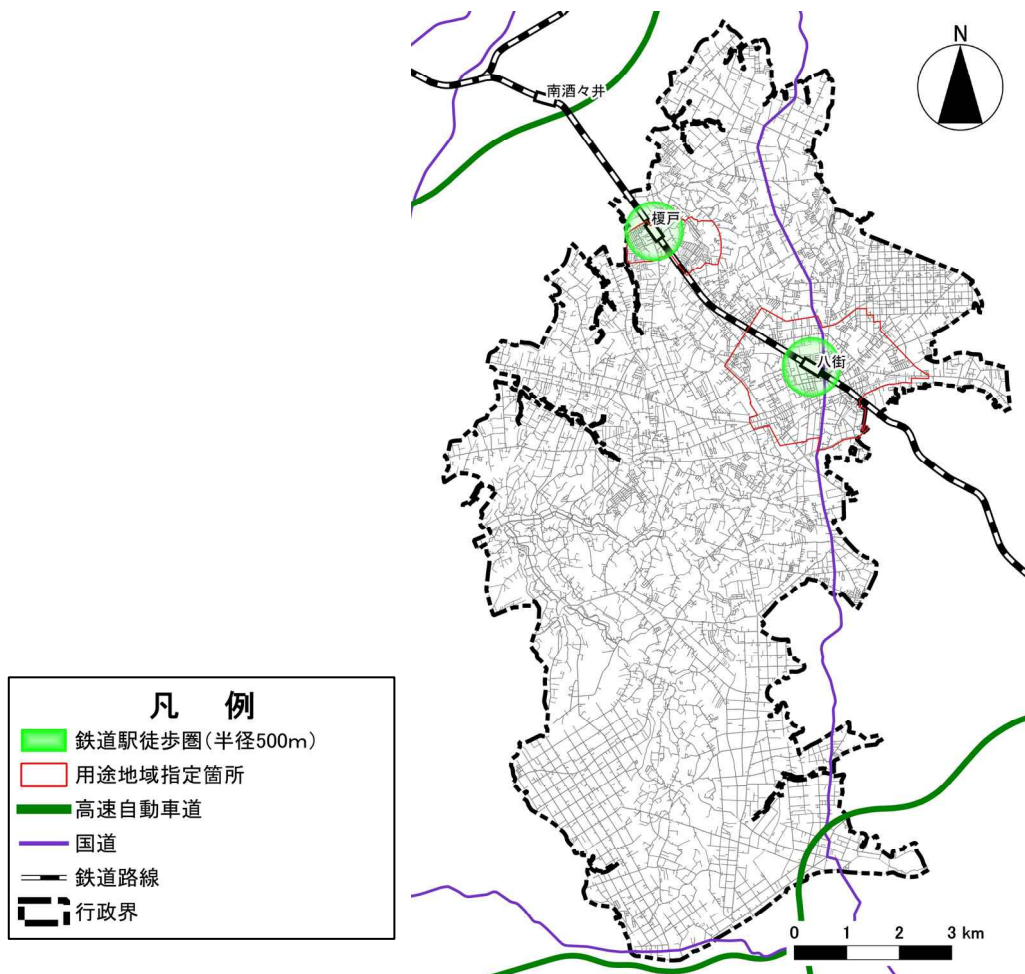 N
南酒々井
榎戸
八街
凡 例
鉄道駅徒歩圏(半径500m)
用途地域指定箇所
高速自動車道
国道
鉄道路線
行政界
0 1 2 3 km